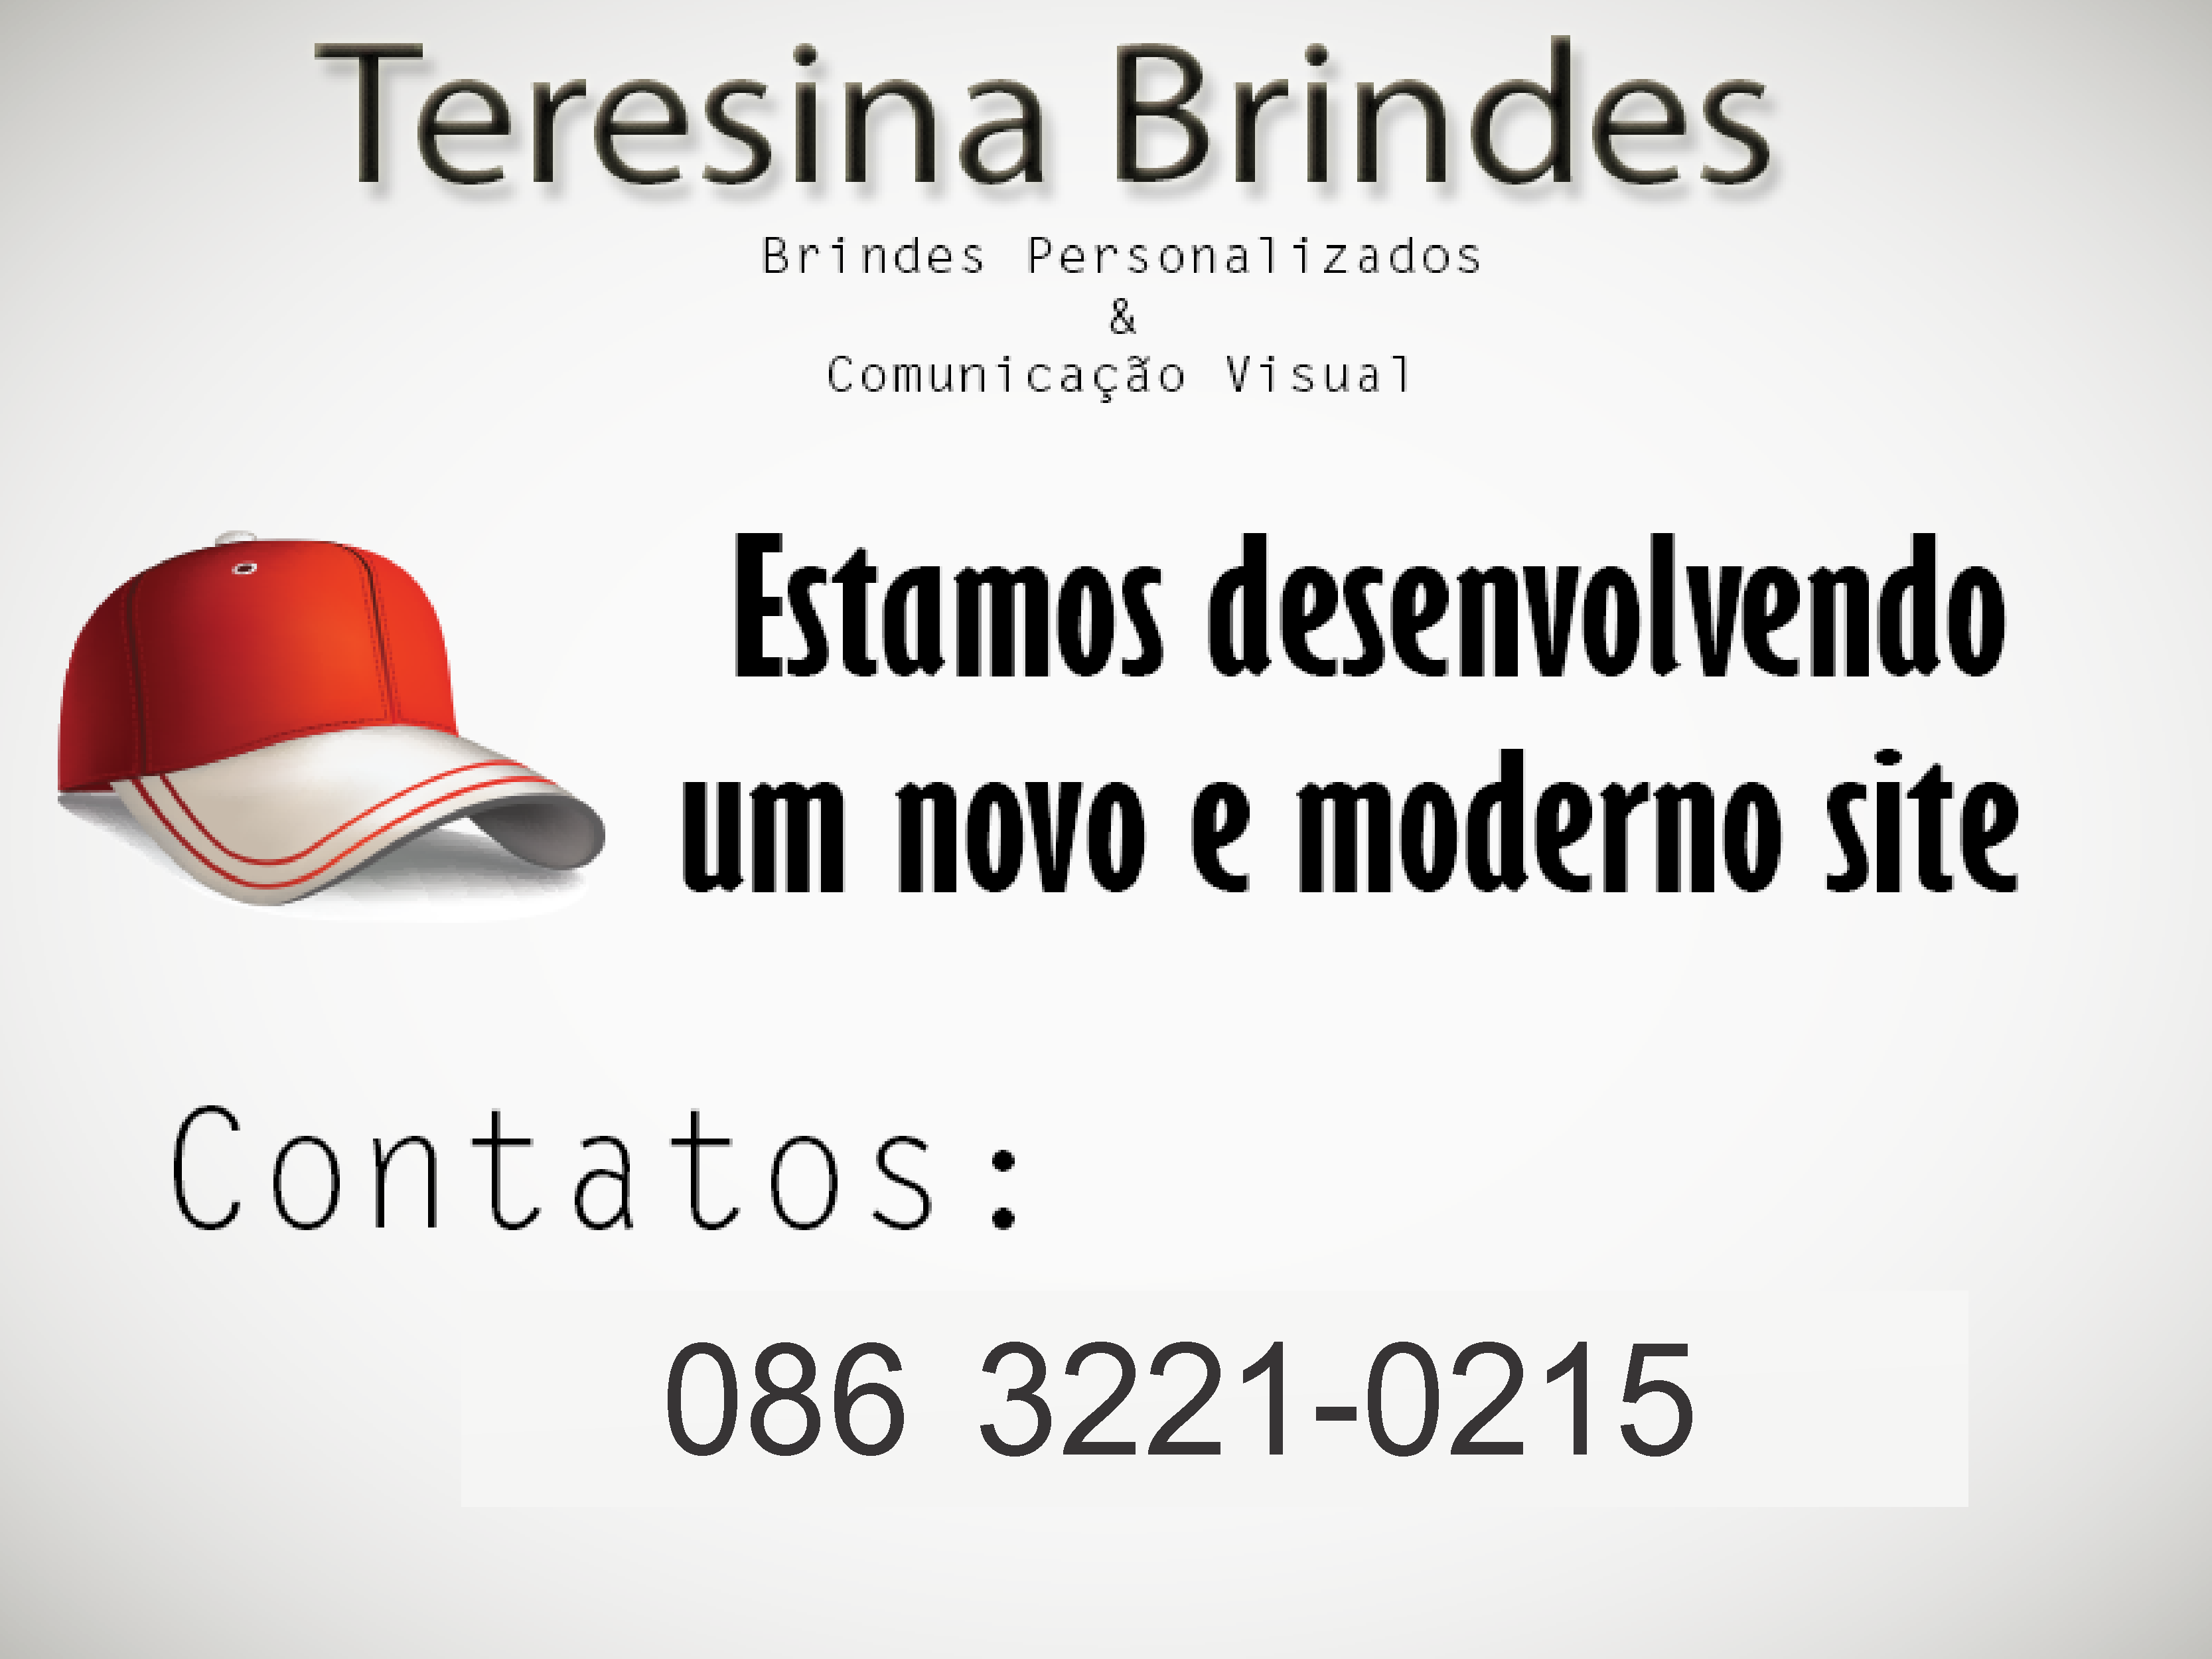 Teresina Brindes
Brindes Personalizados
&
Comunicação Visual
Estamos desenvolvendo
um novo e moderno site
Contatos:
086 3221-0215